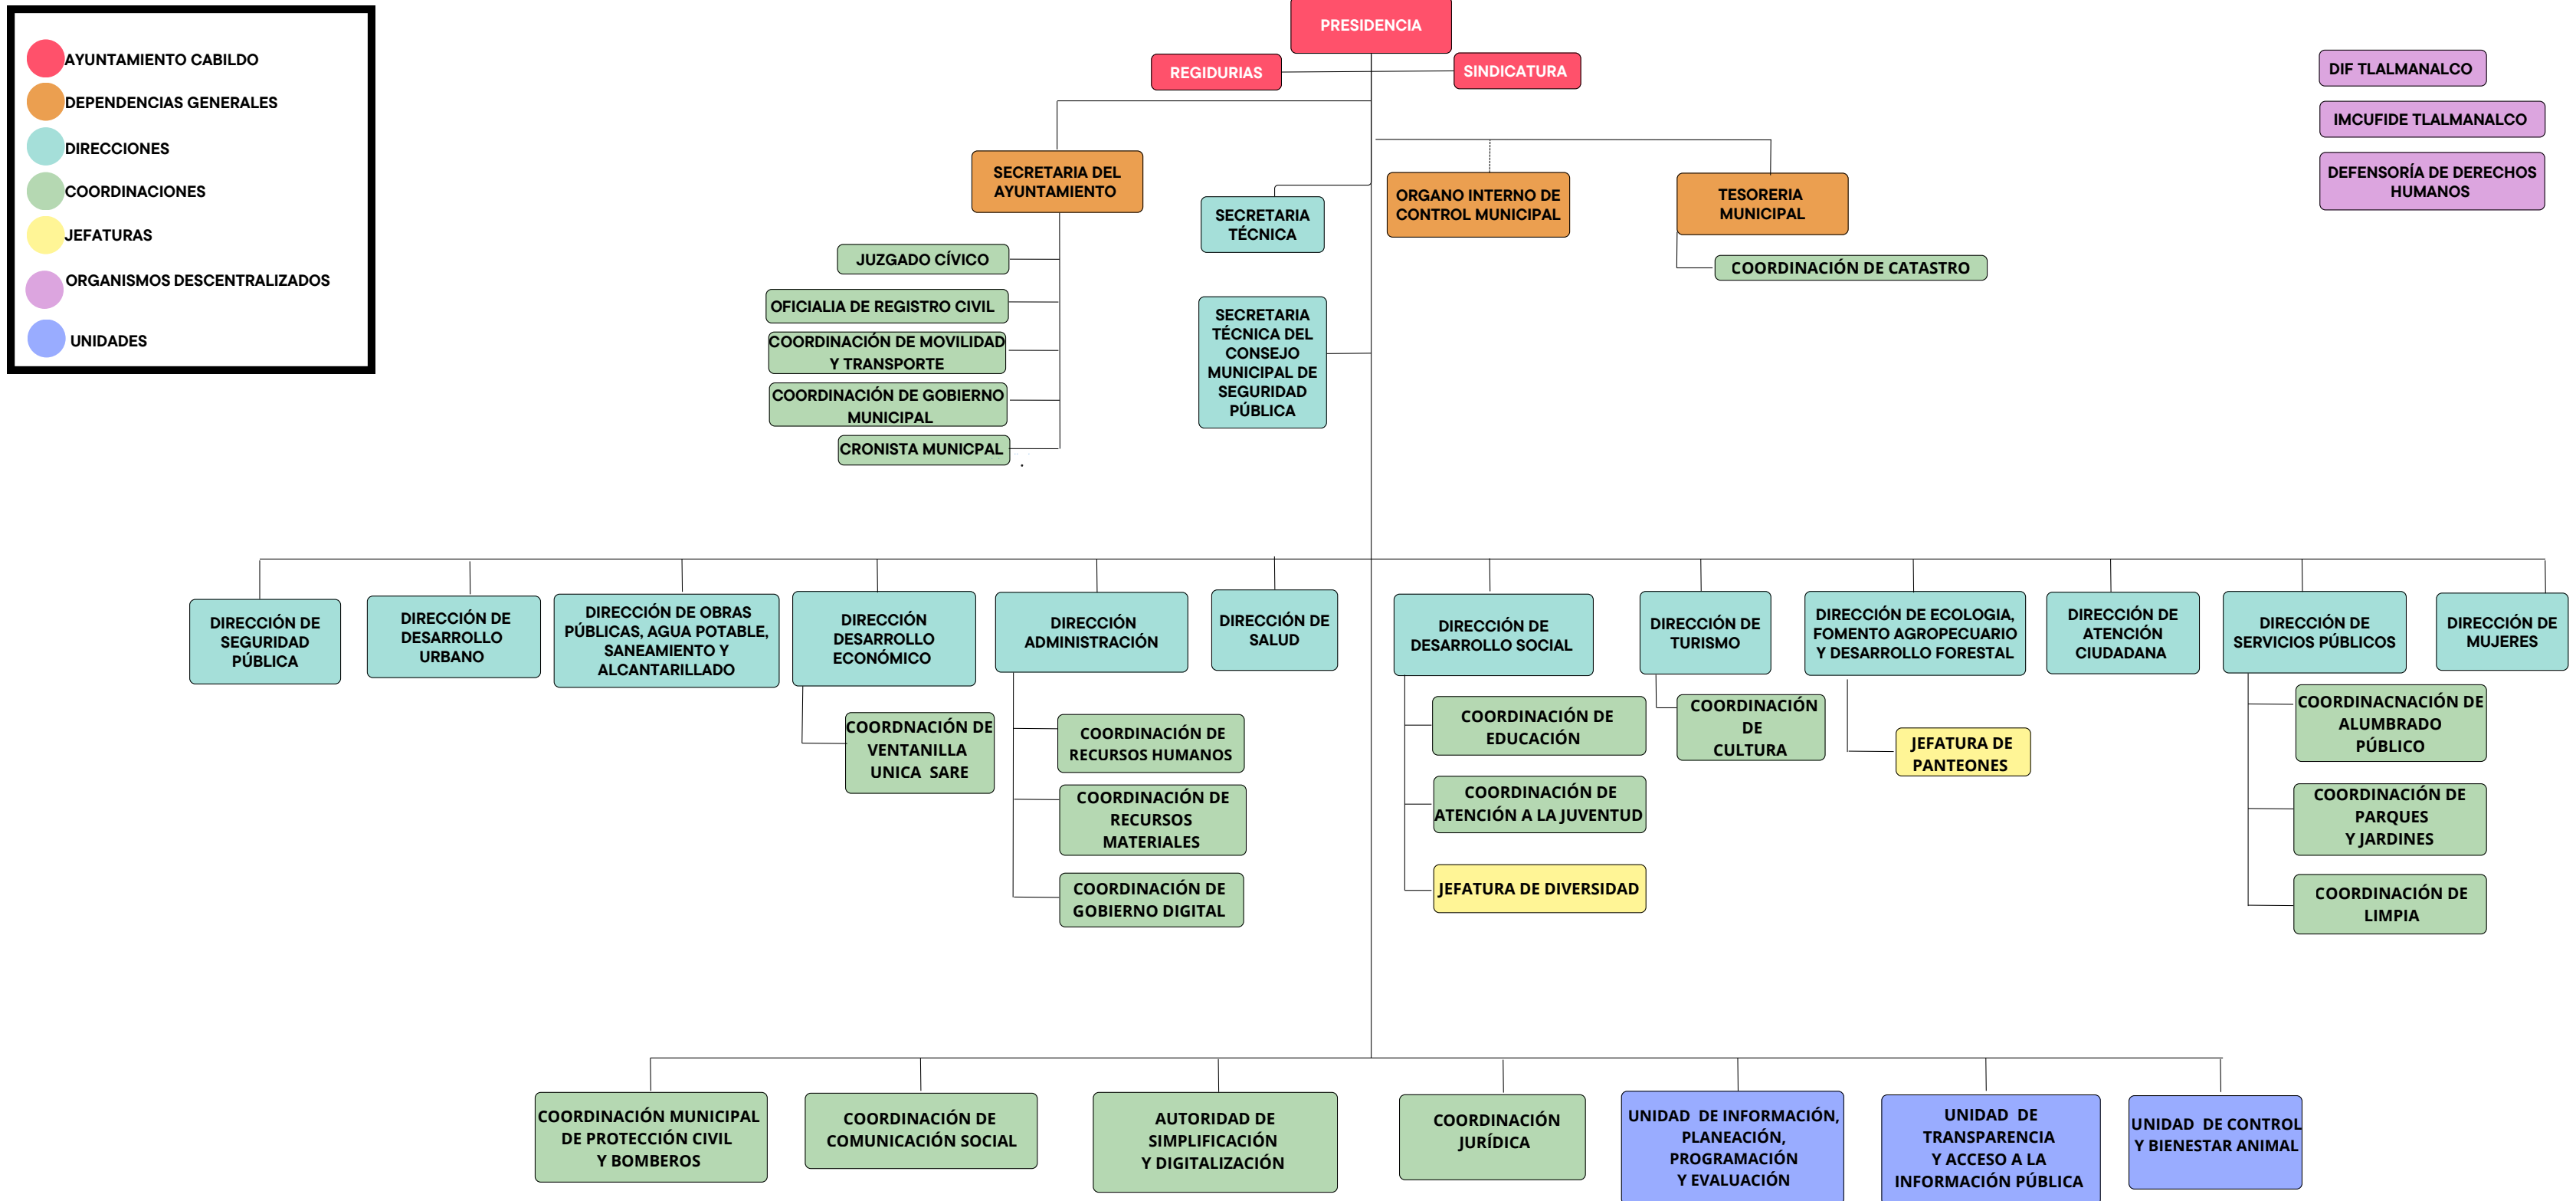 AYUNTAMIENTO CABILDO
DEPENDENCIAS GENERALES
DIRECCIONES
COORDINACIONES
JEFATURAS
ORGANISMOS DESCENTRALIZADOS
UNIDADES
PRESIDENCIA
REGIDURIAS
SINDICATURA
DIF TLALMANALCO
IMCUFIDE TLALMANALCO
DEFENSORÍA DE DERECHOS
HUMANOS
SECRETARIA DEL
AYUNTAMIENTO
SECRETARIA
TÉCNICA
ORGANO INTERNO DE
CONTROL MUNICIPAL
TESORERIA
MUNICIPAL
COORDINACIÓN DE CATASTRO
JUZGADO CÍVICO
OFICIALIA DE REGISTRO CIVIL
COORDINACIÓN DE MOVILIDAD
Y TRANSPORTE
COORDINACIÓN DE GOBIERNO
MUNICIPAL
CRONISTA MUNICPAL
SECRETARIA
TÉCNICA DEL
CONSEJO
MUNICIPAL DE
SEGURIDAD
PÚBLICA
DIRECCIÓN DE
SEGURIDAD
PÚBLICA
DIRECCIÓN DE
DESARROLLO
URBANO
DIRECCIÓN DE OBRAS
PÚBLICAS, AGUA POTABLE,
SANEAMIENTO Y
ALCANTARILLADO
DIRECCIÓN
DESARROLLO
ECONÓMICO
DIRECCIÓN
ADMINISTRACIÓN
DIRECCIÓN DE
SALUD
DIRECCIÓN DE
DESARROLLO SOCIAL
DIRECCIÓN DE
TURISMO
DIRECCIÓN DE ECOLOGIA,
FOMENTO AGROPECUARIO
Y DESARROLLO FORESTAL
DIRECCIÓN DE
ATENCIÓN
CIUDADANA
DIRECCIÓN DE
SERVICIOS PÚBLICOS
DIRECCIÓN DE
MUJERES
COORDNACIÓN DE
VENTANILLA
UNICA SARE
COORDINACIÓN DE
RECURSOS HUMANOS
COORDINACIÓN DE
RECURSOS
MATERIALES
COORDINACIÓN DE
GOBIERNO DIGITAL
COORDINACIÓN DE
EDUCACIÓN
COORDINACIÓN DE
ATENCIÓN A LA JUVENTUD
JEFATURA DE DIVERSIDAD
COORDINACIÓN
DE
CULTURA
JEFATURA DE
PANTEONES
COORDINACNACIÓN DE
ALUMBRADO
PÚBLICO
COORDINACIÓN DE
PARQUES
Y JARDINES
COORDINACIÓN DE
LIMPIA
COORDINACIÓN MUNICIPAL
DE PROTECCIÓN CIVIL
Y BOMBEROS
COORDINACIÓN DE
COMUNICACIÓN SOCIAL
AUTORIDAD DE
SIMPLIFICACIÓN
Y DIGITALIZACIÓN
COORDINACIÓN
JURÍDICA
UNIDAD DE INFORMACIÓN,
PLANEACIÓN,
PROGRAMACIÓN
Y EVALUACIÓN
UNIDAD DE
TRANSPARENCIA
Y ACCESO A LA
INFORMACIÓN PÚBLICA
UNIDAD DE CONTROL
Y BIENESTAR ANIMAL